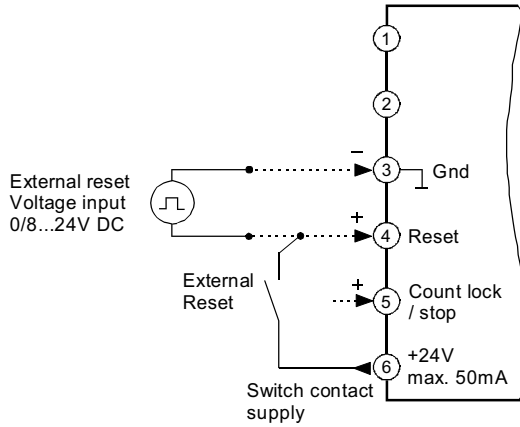 1
2
External reset
Voltage input
0/8...24V DC
–
3
Gnd
+
4
Reset
External
Reset
+
5
Count lock
/ stop
6
+24V
max. 50mA
Switch contact
supply